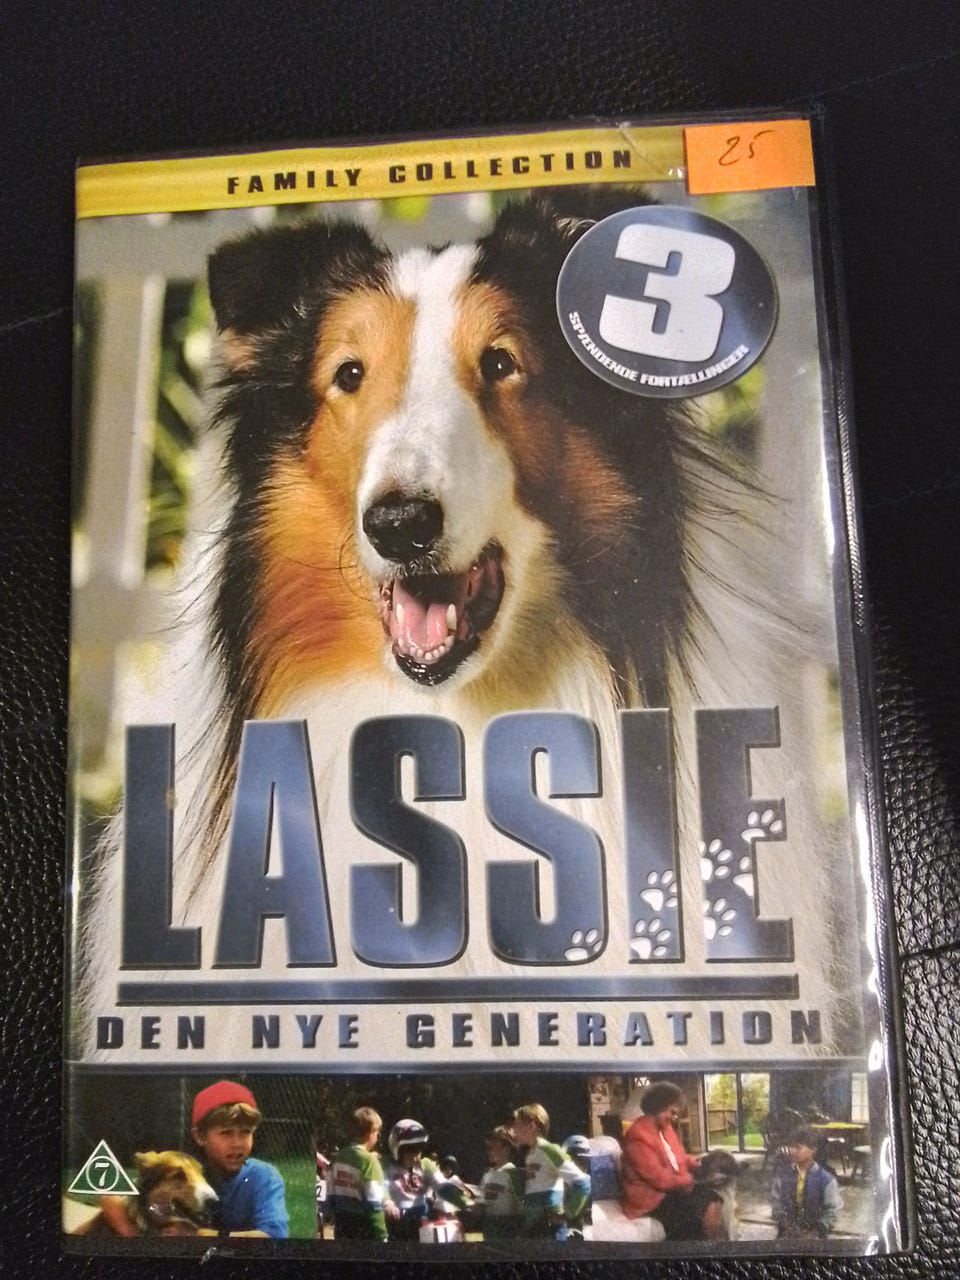 FAMILY COLLECTION
25
3
SPÆNDENDE FORTÆLLINGER
LASSIE
DEN NYE GENERATION
7